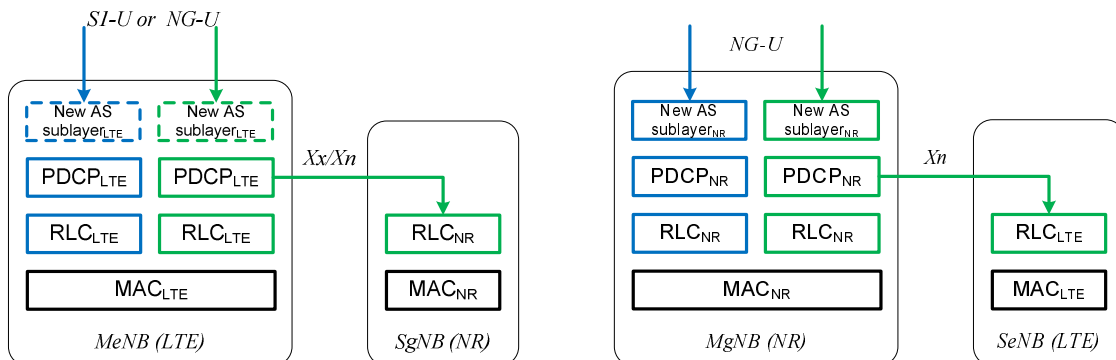 S1-U or NG-U
New AS
sublayerLTE
New AS
sublayerLTE
PDCPLTE
PDCPLTE
Xx/Xn
RLCLTE
RLCLTE
RLCNR
MACLTE
MACNR
MeNB (LTE)
SgNB (NR)
NG-U
New AS
sublayerNR
New AS
sublayerNR
PDCPNR
PDCPNR
Xn
RLCNR
RLCNR
RLCLTE
MACNR
MACLTE
MgNB (NR)
SeNB (LTE)